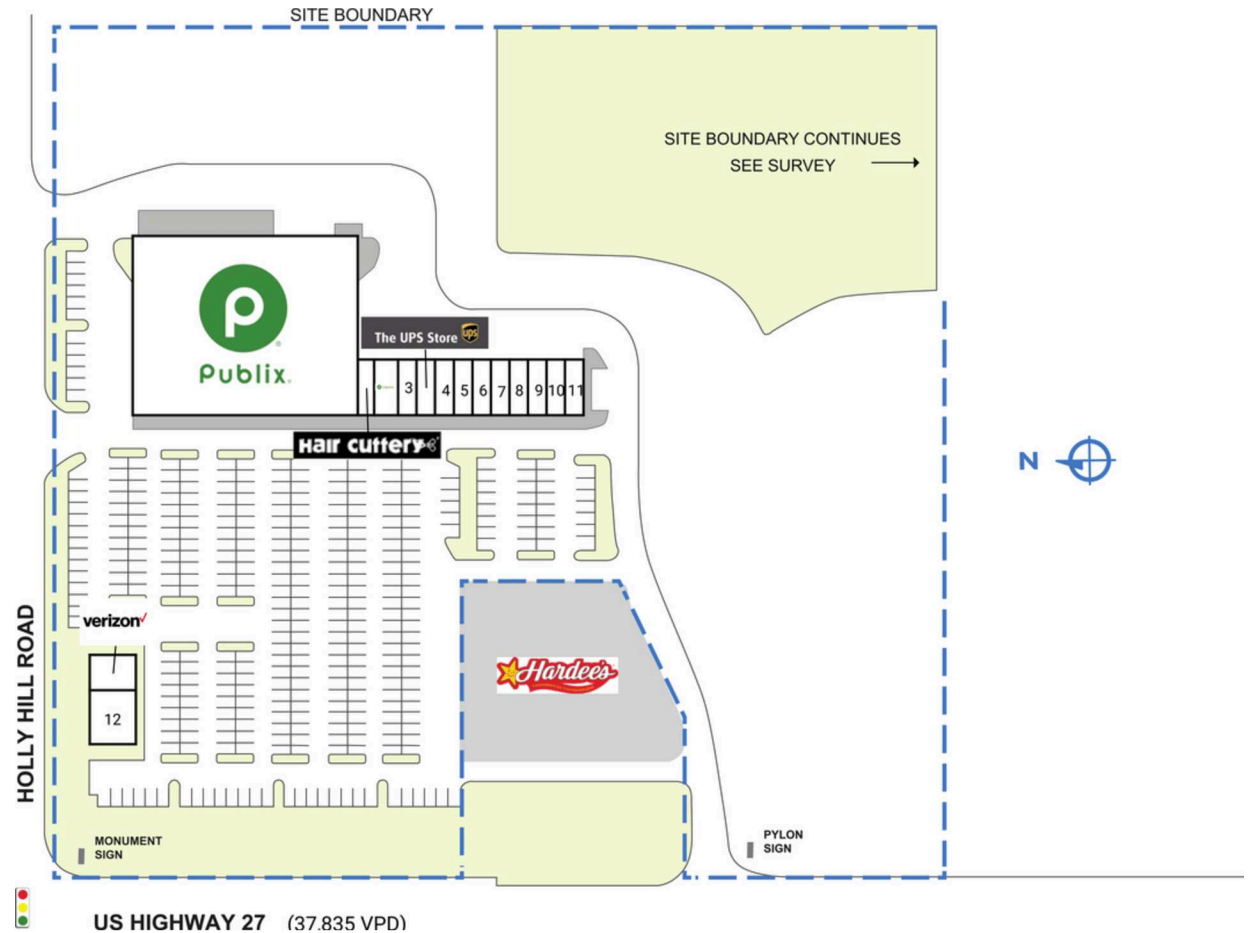 SITE BOUNDARY
SITE BOUNDARY CONTINUES
SEE SURVEY
P
Publix.
The UPS Store ups
3 4 5 6 7 8 9 10 11
Hair Cuttery
HOLLY HILL ROAD
verizon
12
Hardee's
N
MONUMENT
SIGN
PYLON
SIGN
US HIGHWAY 27 (37,835 VPD)